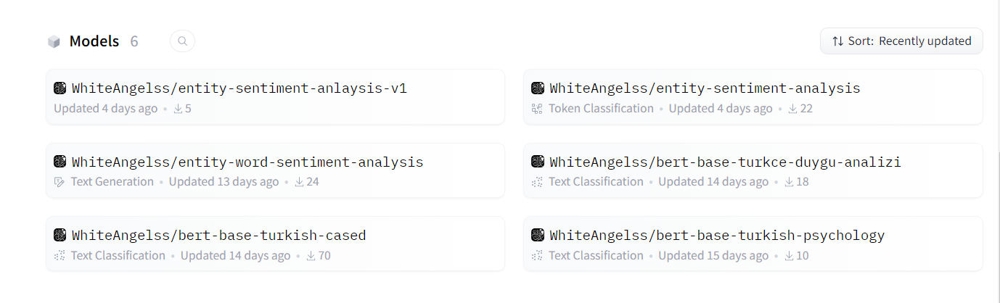 Models 6
Sort: Recently updated
WhiteAngelss/entity-sentiment-anlaysis-v1
Updated 4 days ago • 5
WhiteAngelss/entity-sentiment-analysis
Token Classification • Updated 4 days ago • 22
WhiteAngelss/entity-word-sentiment-analysis
Text Generation • Updated 13 days ago • 24
WhiteAngelss/bert-base-turkce-duygu-analizi
Text Classification • Updated 14 days ago • 18
WhiteAngelss/bert-base-turkish-cased
Text Classification • Updated 14 days ago • 70
WhiteAngelss/bert-base-turkish-psychology
Text Classification • Updated 15 days ago • 10